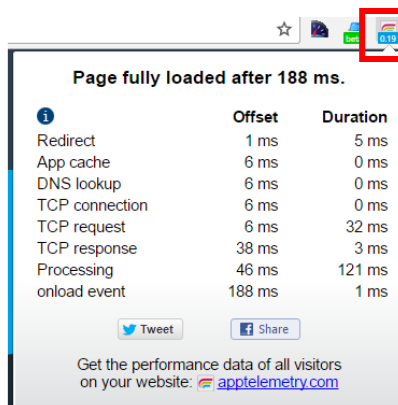 beta
0.19
Page fully loaded after 188 ms.
i Offset Duration
Redirect 1 ms 5 ms
App cache 6 ms 0 ms
DNS lookup 6 ms 0 ms
TCP connection 6 ms 0 ms
TCP request 6 ms 32 ms
TCP response 38 ms 3 ms
Processing 46 ms 121 ms
onload event 188 ms 1 ms
Tweet f Share
Get the performance data of all visitors
on your website: apptelemetry.com